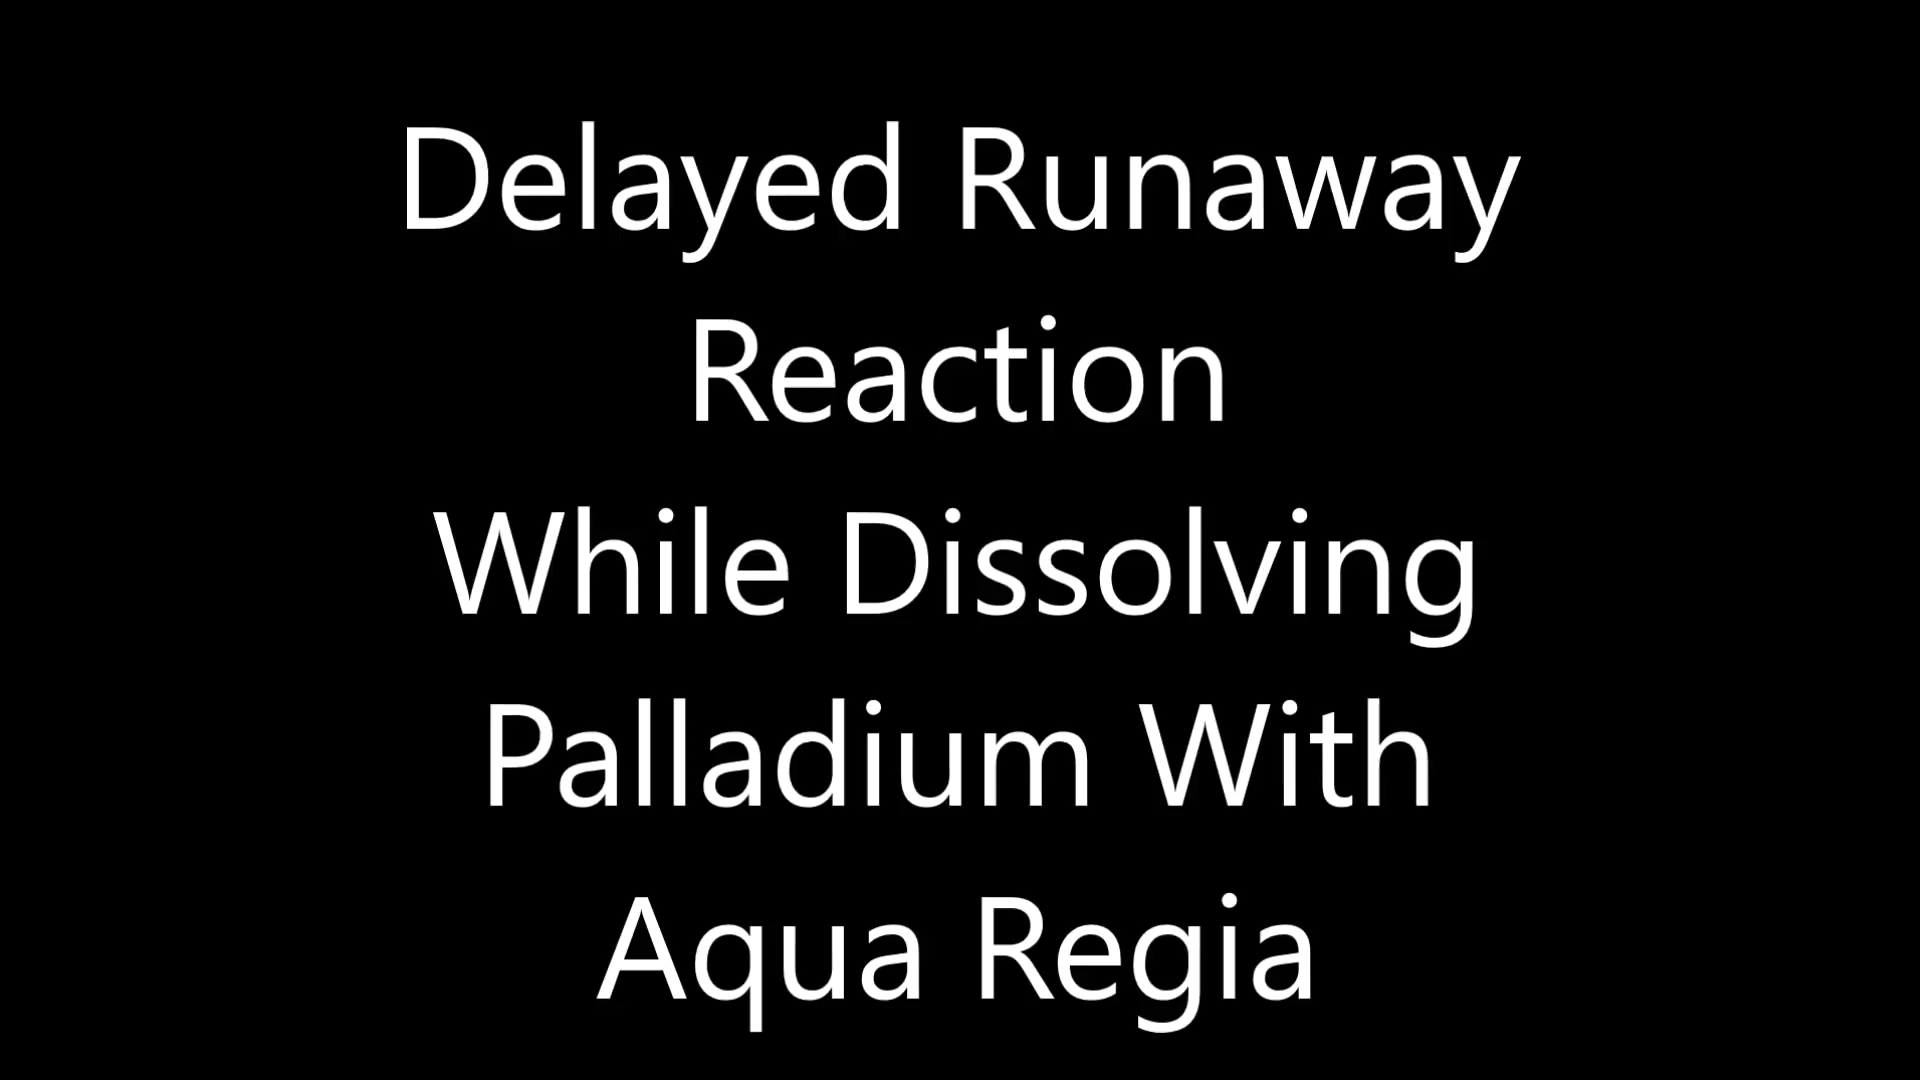 Delayed Runaway
Reaction
While Dissolving
Palladium With
Aqua Regia